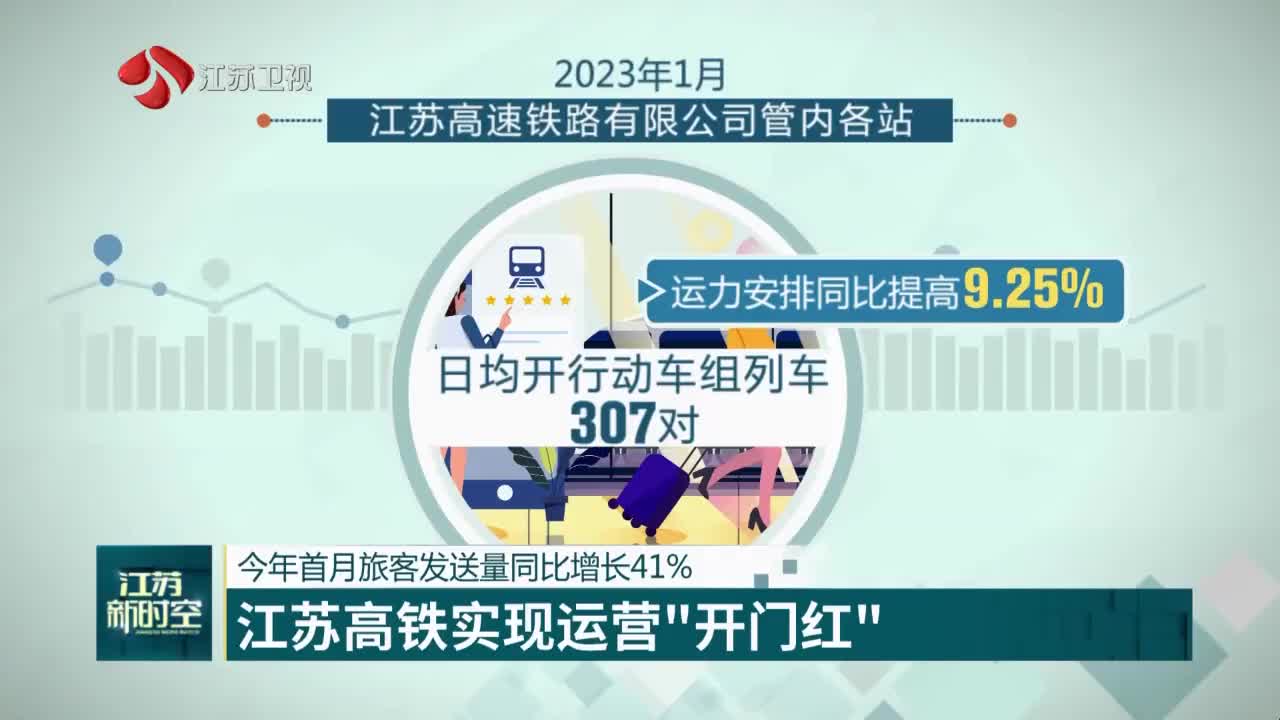 江苏卫视
2023年1月
江苏高速铁路有限公司管内各站
运力安排同比提高9.25%
日均开行动车组列车
307对
今年首月旅客发送量同比增长41%
江苏高铁实现运营"开门红"
江苏
新时空